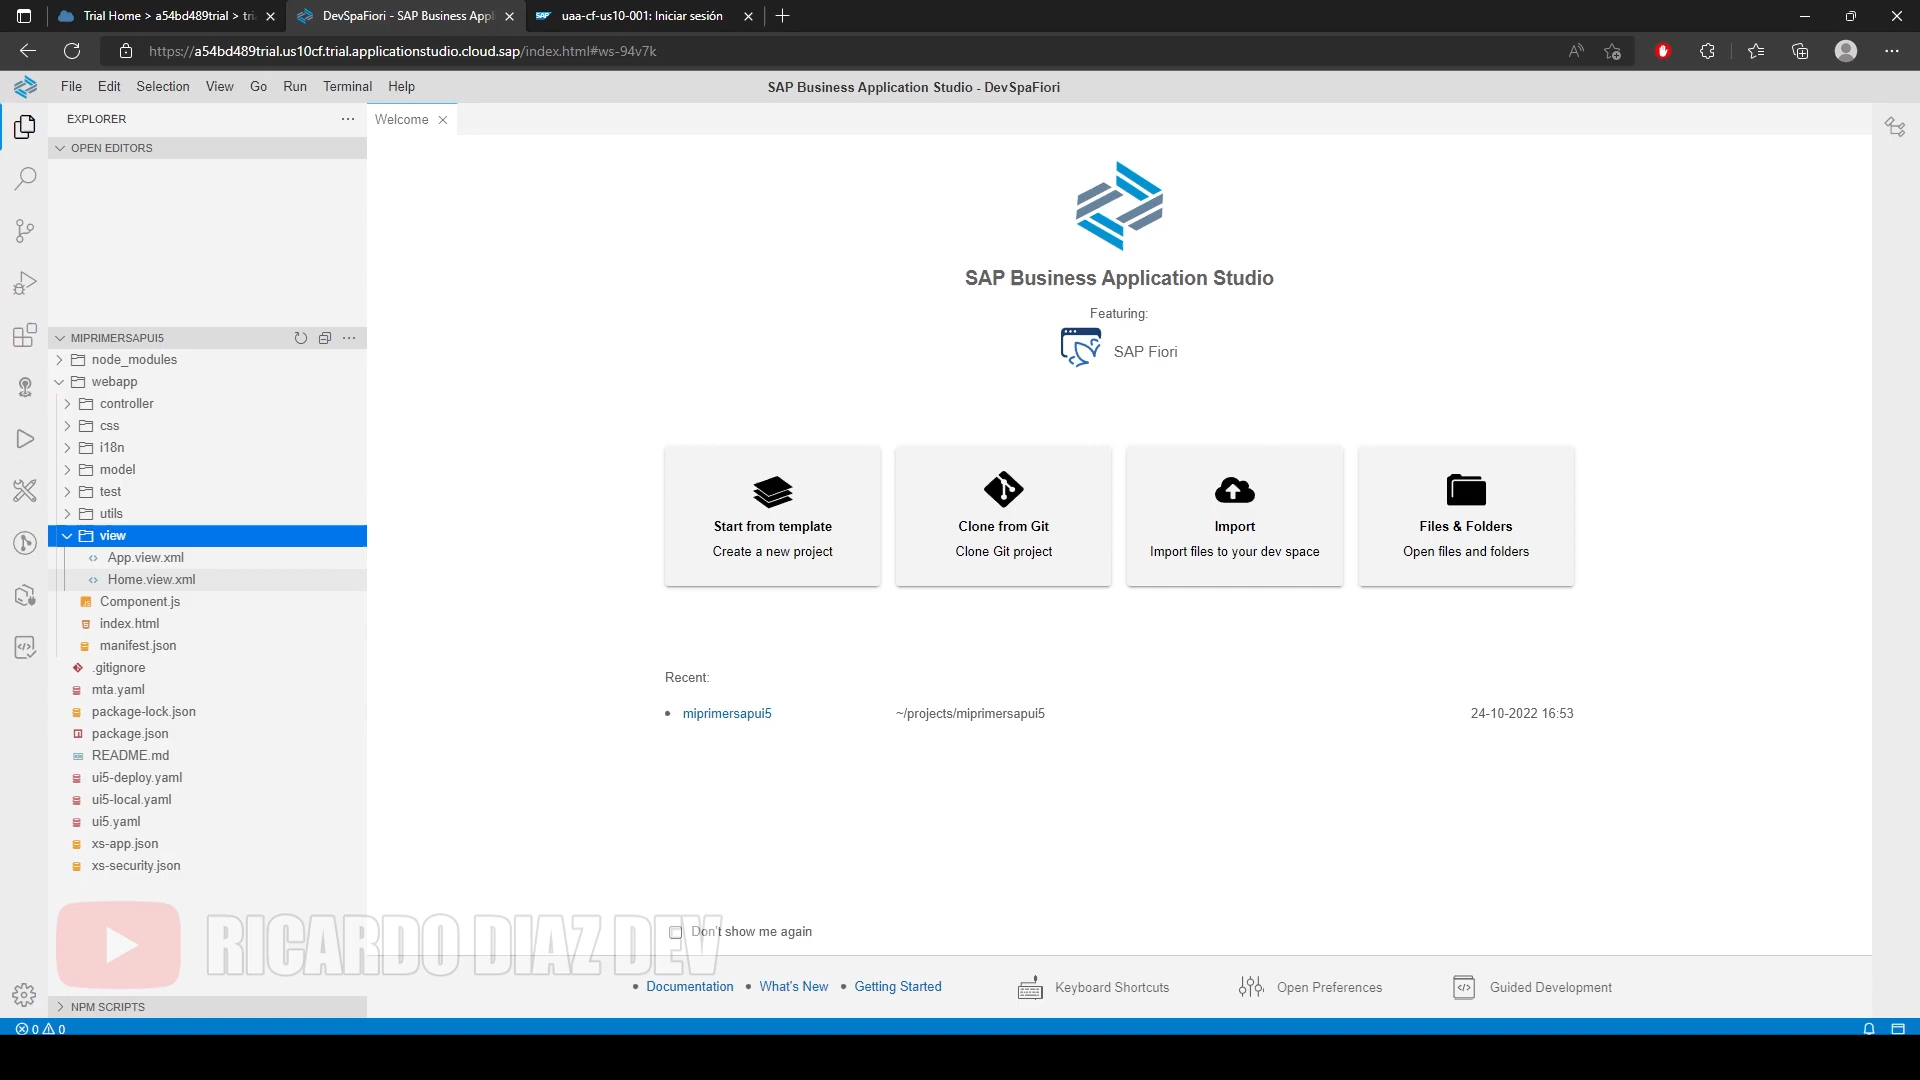 Trial Home > a54bd489trial > tri
DevSpaFiori - SAP Business Appl
SAP uaa-cf-us10-001: Iniciar sesión
https://a54bd489trial.us10cf.trial.applicationstudio.cloud.sap/index.html#ws-94v7k
File Edit Selection View Go Run Terminal Help
SAP Business Application Studio - DevSpaFiori
EXPLORER
Welcome
OPEN EDITORS
SAP Business Application Studio
Featuring:
SAP Fiori
MIPRIMERSAPUI5
node_modules
webapp
controller
css
i18n
model
test
utils
view
App.view.xml
Home.view.xml
Component.js
index.html
manifest.json
.gitignore
mta.yaml
package-lock.json
package.json
README.md
ui5-deploy.yaml
ui5-local.yaml
ui5.yaml
xs-app.json
xs-security.json
Start from template
Create a new project
Clone from Git
Clone Git project
Import
Import files to your dev space
Files & Folders
Open files and folders
Recent:
miprimersapui5 ~/projects/miprimersapui5 24-10-2022 16:53
RICARDO DIAZ DEV
Don't show me again
Documentation What's New Getting Started
Keyboard Shortcuts
Open Preferences
Guided Development
NPM SCRIPTS
0 0